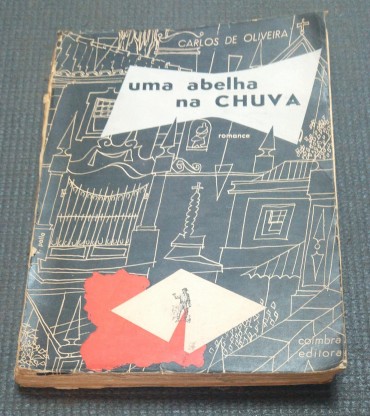 CARLOS DE OLIVEIRA
uma abelha
na CHUVA
romance
coimbra
editora